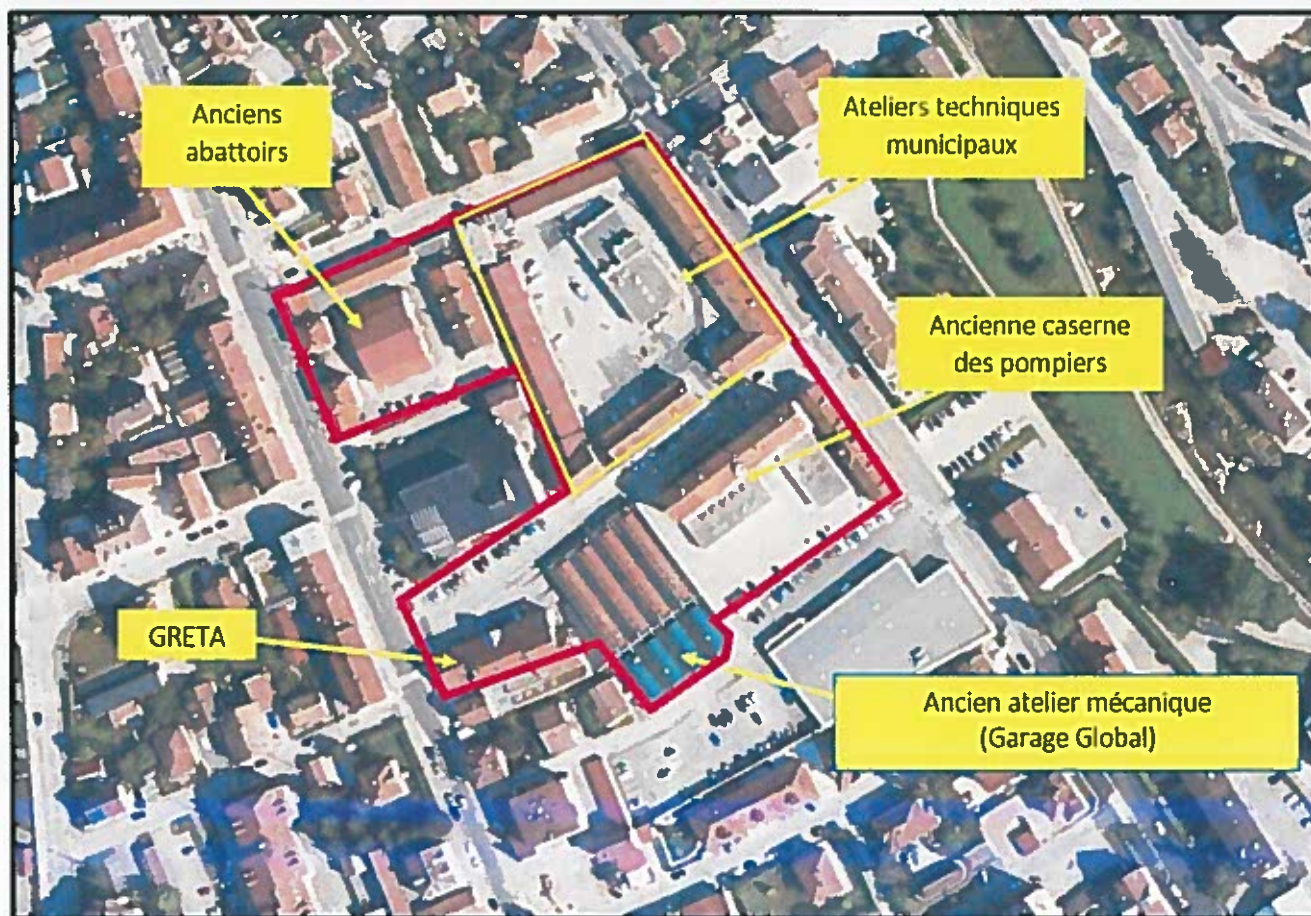 Anciens
abattoirs
Ateliers techniques
municipaux
Ancienne caserne
des pompiers
GRETA
Ancien atelier mécanique
(Garage Global)